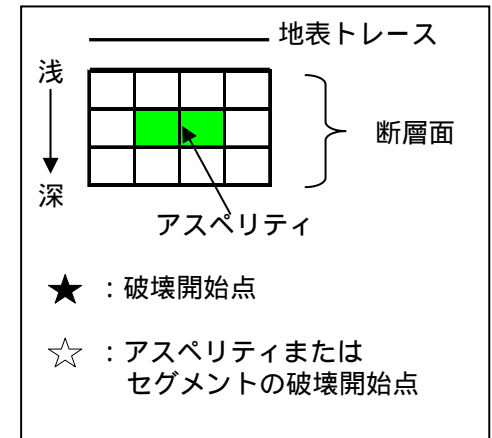 地表トレース
浅
断層面
深
アスペリティ
★ ：破壊開始点
☆ ：アスペリティまたは
セグメントの破壊開始点